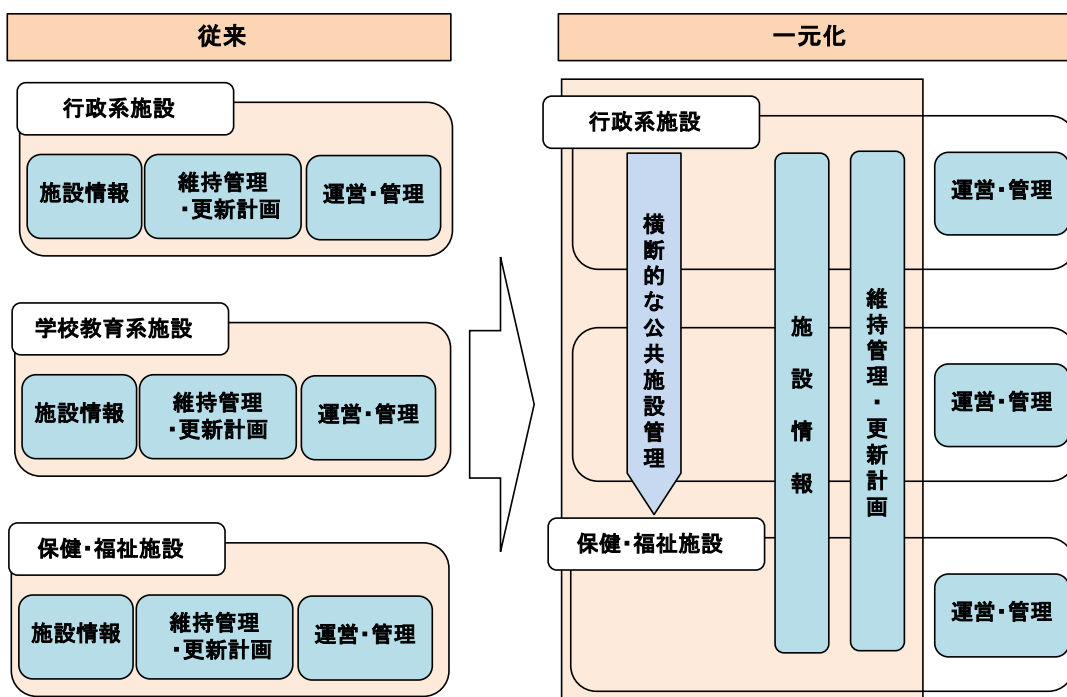 従来
行政系施設
施設情報
維持管理
・更新計画
運営・管理
学校教育系施設
施設情報
維持管理
・更新計画
運営・管理
保健・福祉施設
施設情報
維持管理
・更新計画
運営・管理
一元化
行政系施設
横断的な公共施設管理
施設情報
維持管理・更新計画
運営・管理
運営・管理
保健・福祉施設
運営・管理